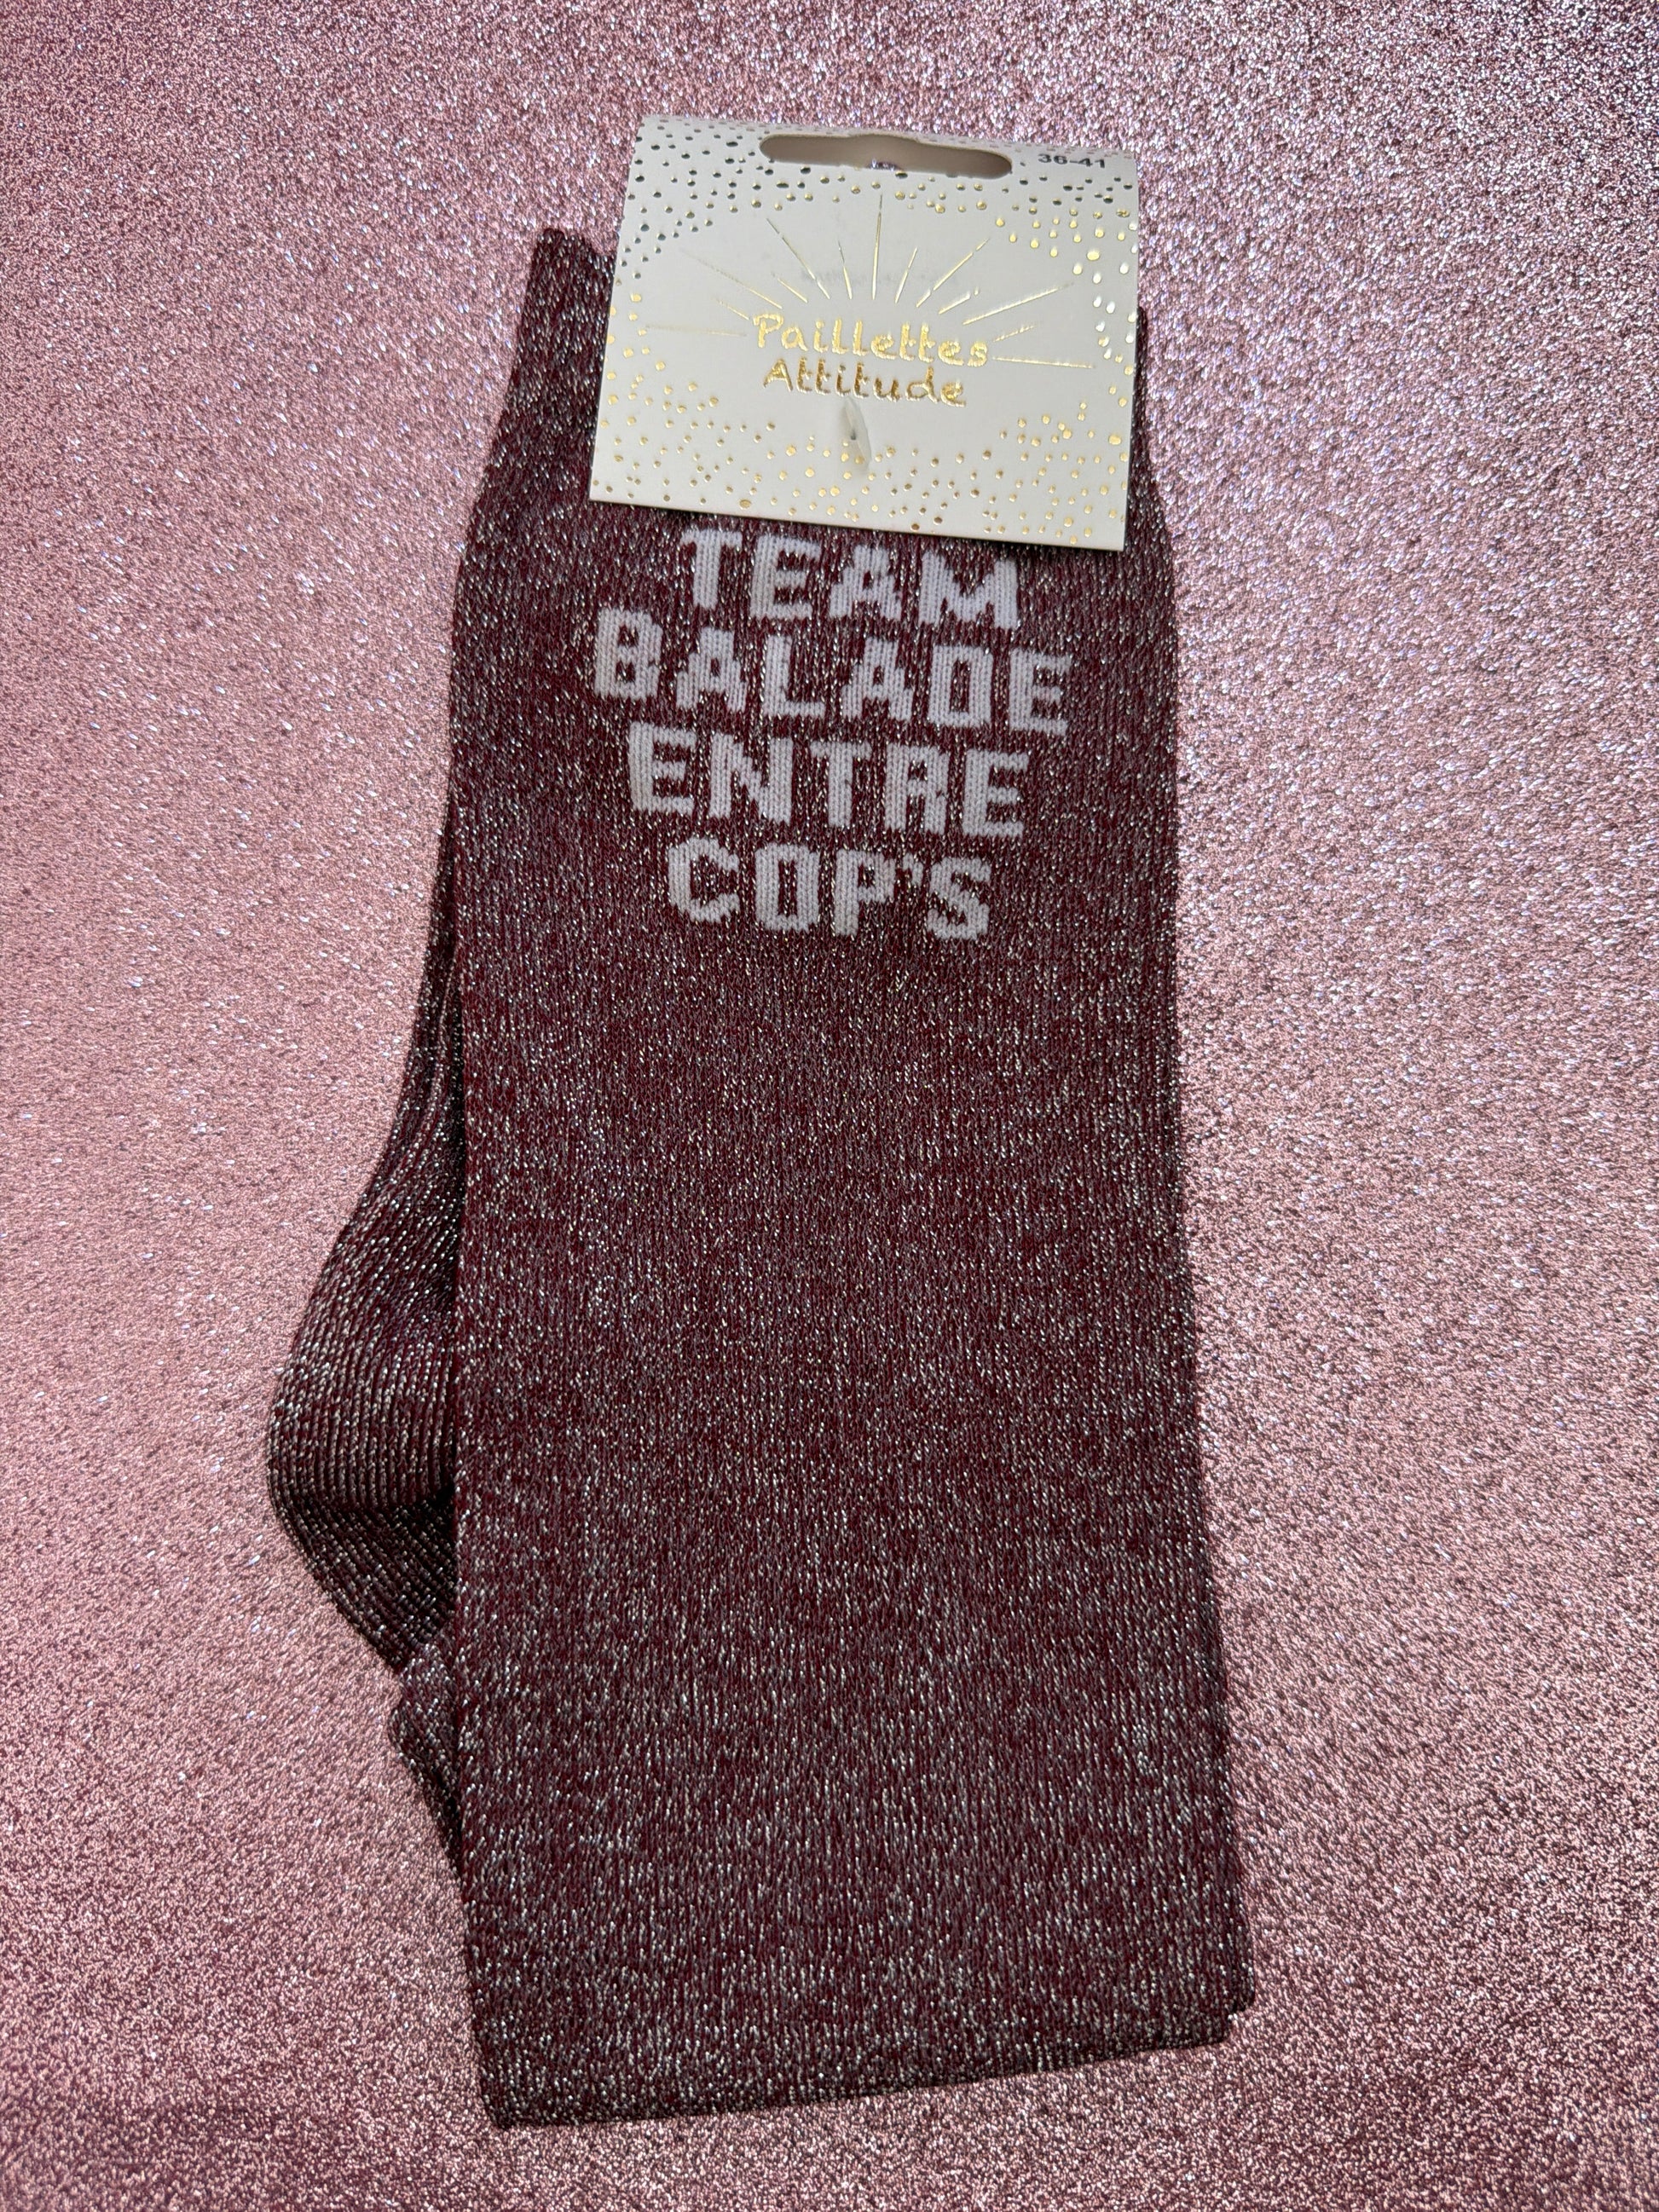 36-41
Paillettes
Attitude
TEAM
BALADE
ENTRE
COP'S